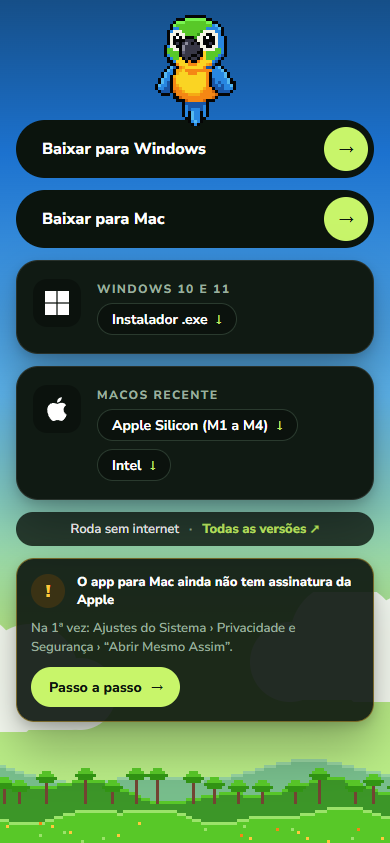 Baixar para Windows →
Baixar para Mac →
WINDOWS 10 E 11
Instalador .exe ↓
MACOS RECENTE
Apple Silicon (M1 a M4) ↓
Intel ↓
Roda sem internet · Todas as versões ↗
! O app para Mac ainda não tem assinatura da
Apple
Na 1ª vez: Ajustes do Sistema › Privacidade e
Segurança › “Abrir Mesmo Assim”.
Passo a passo →